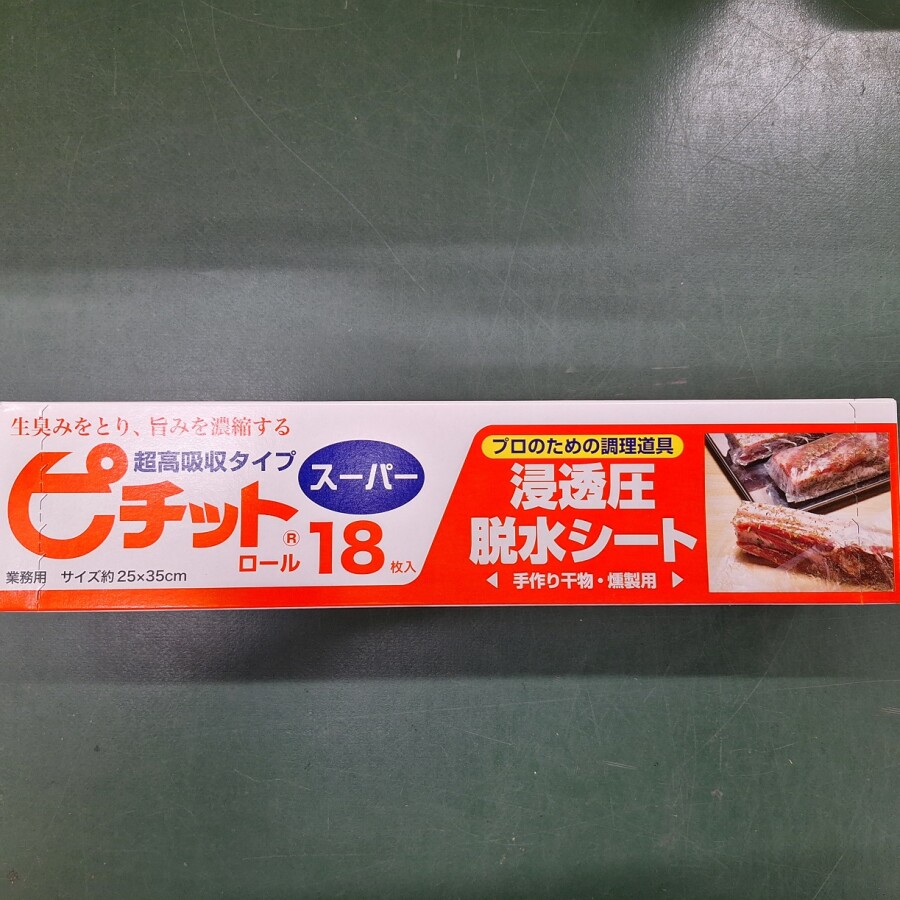 生臭みをとり、旨みを濃縮する
超高吸収タイプ
スーパー
ピチット®
ロール 18枚入
業務用 サイズ約25×35cm
プロのための調理道具
浸透圧
脱水シート
◀ 手作り干物・燻製用 ▶